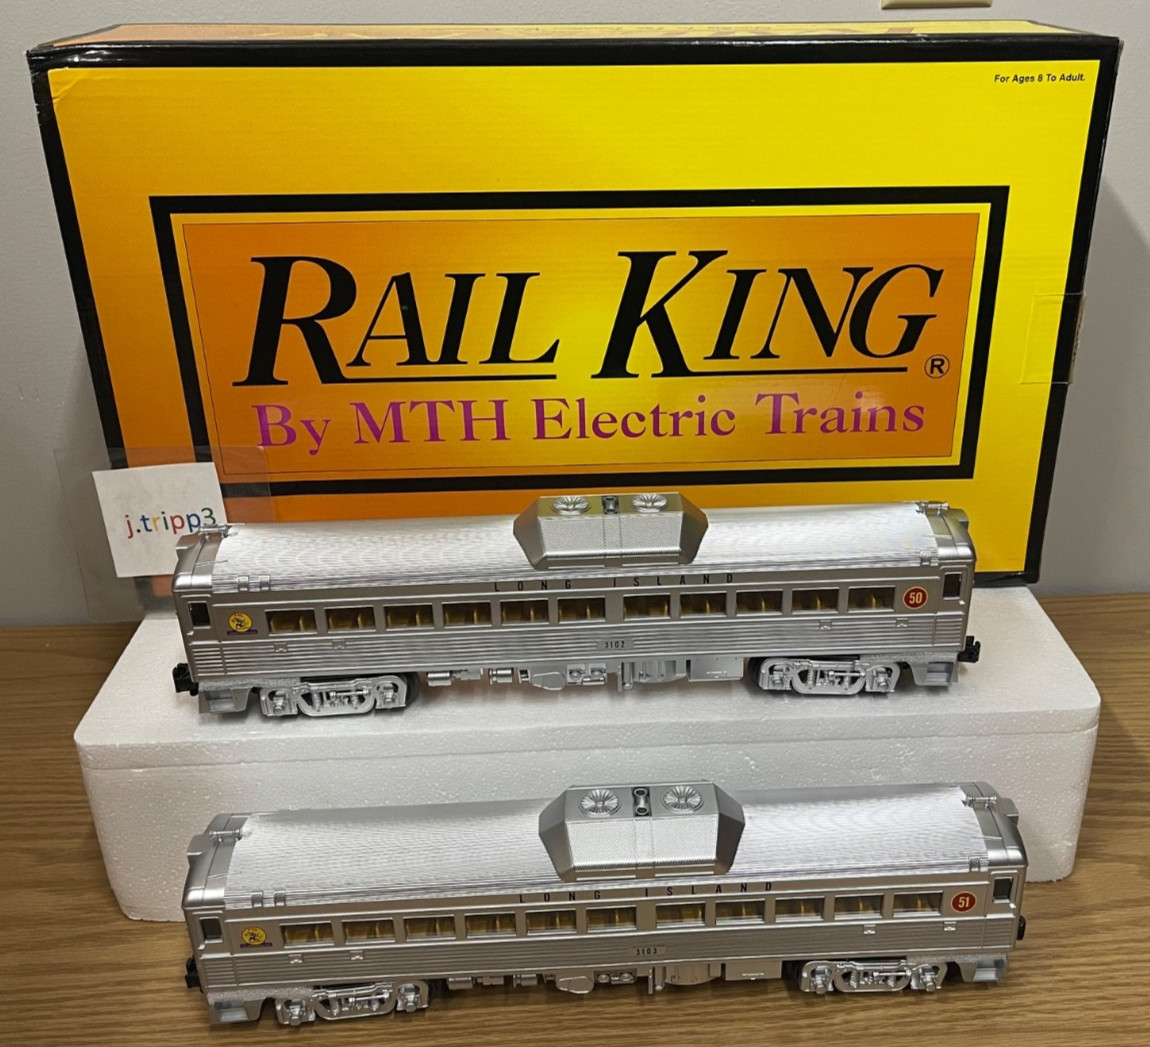 For Ages 8 To Adult.
RAIL KING®
By MTH Electric Trains
j.tripp3
LONG ISLAND
50
3102
LONG ISLAND
51
3103